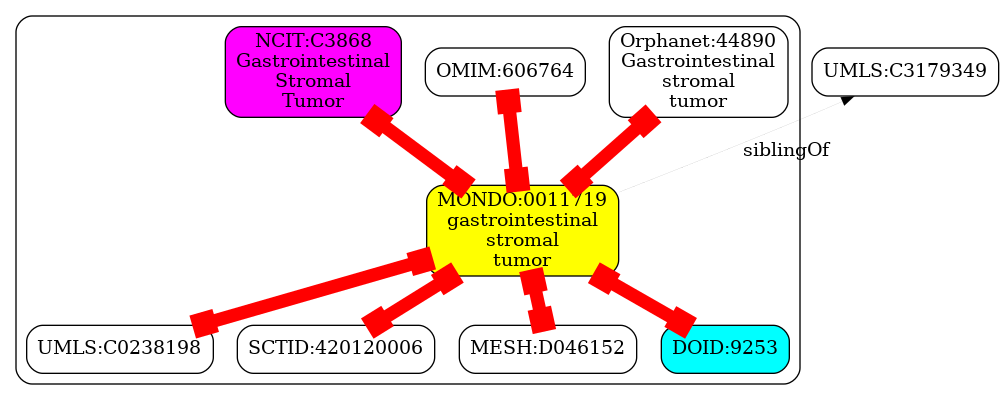 NCIT:C3868
Gastrointestinal
Stromal
Tumor
OMIM:606764
Orphanet:44890
Gastrointestinal
stromal
tumor
UMLS:C3179349
siblingOf
MONDO:0011719
gastrointestinal
stromal
tumor
UMLS:C0238198
SCTID:420120006
MESH:D046152
DOID:9253